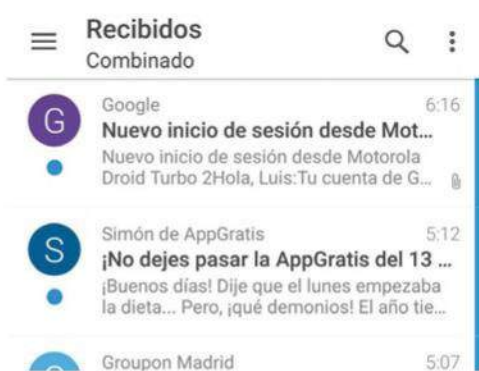 Recibidos
Combinado
G
Google 6:16
Nuevo inicio de sesión desde Mot...
Nuevo inicio de sesión desde Motorola
Droid Turbo 2Hola, Luis:Tu cuenta de G...
S
Simón de AppGratis 5:12
¡No dejes pasar la AppGratis del 13 ...
¡Buenos días! Dije que el lunes empezaba
la dieta... Pero, ¡qué demonios! El año tie...
Groupon Madrid 5:07